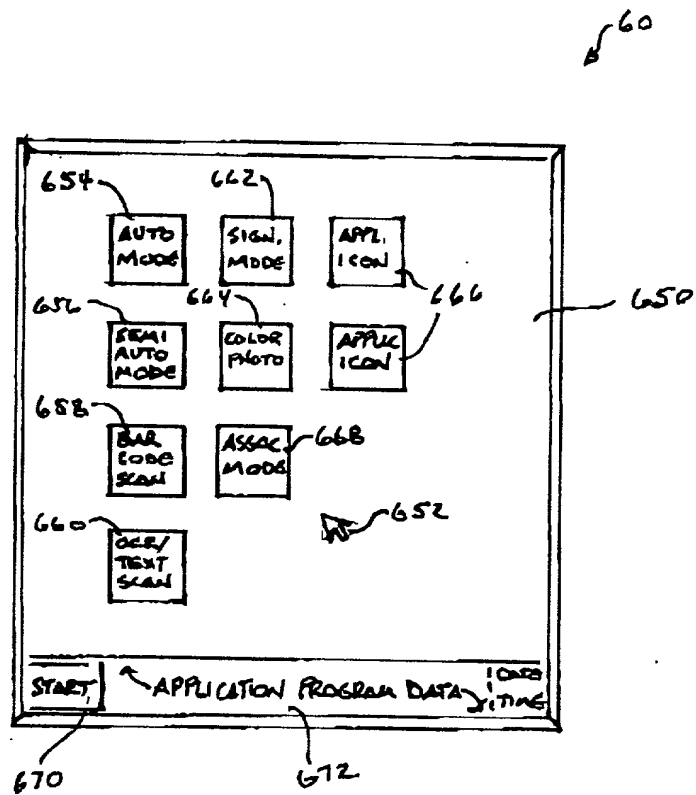 60
654
662
AUTO
MODE
SIGN.
MODE
APPL.
ICON
666
650
656
664
SEMI
AUTO
MODE
COLOR
PHOTO
APPLIC
ICON
658
668
BAR
CODE
SCAN
ASSOC
MODE
652
660
OCR/
TEXT
SCAN
START
APPLICATION PROGRAM DATA
DATE
TIME
670
672